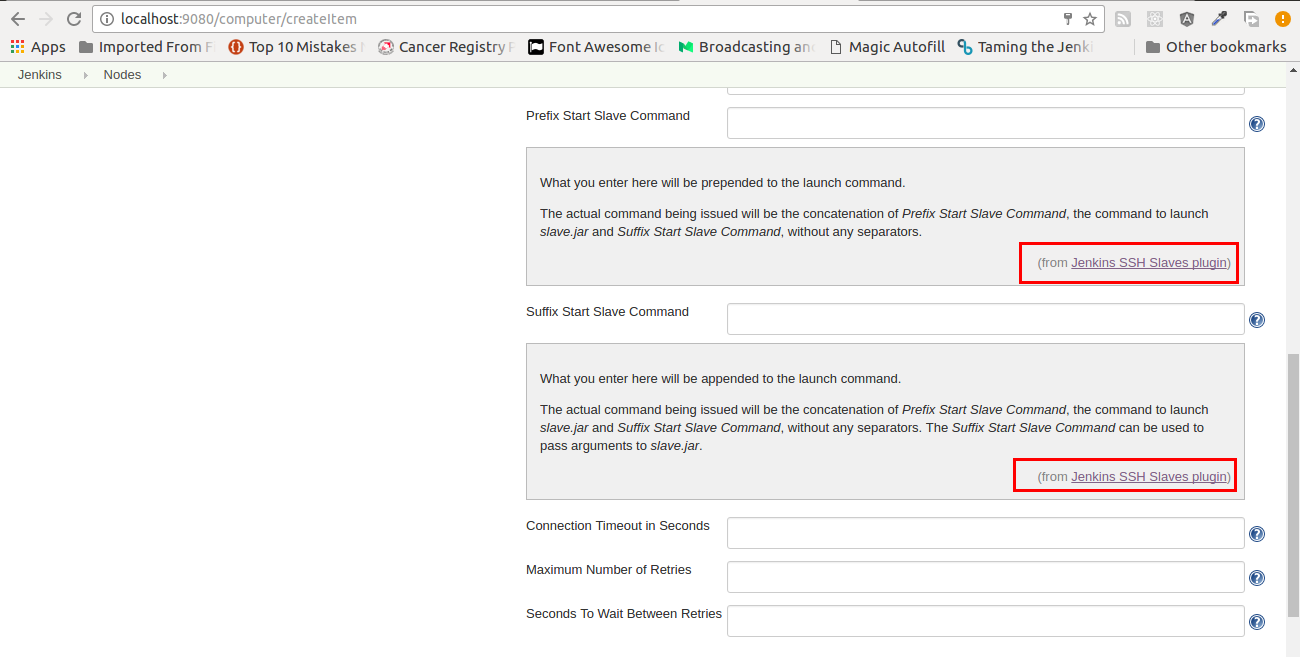 localhost:9080/computer/createItem
Apps Imported From F Top 10 Mistakes Cancer Registry Font Awesome Broadcasting an Magic Autofill Taming the Jenki Other bookmarks
Jenkins Nodes
Prefix Start Slave Command
What you enter here will be prepended to the launch command.
The actual command being issued will be the concatenation of Prefix Start Slave Command, the command to launch
slave.jar and Suffix Start Slave Command, without any separators.
(from Jenkins SSH Slaves plugin)
Suffix Start Slave Command
What you enter here will be appended to the launch command.
The actual command being issued will be the concatenation of Prefix Start Slave Command, the command to launch
slave.jar and Suffix Start Slave Command, without any separators. The Suffix Start Slave Command can be used to
pass arguments to slave.jar.
(from Jenkins SSH Slaves plugin)
Connection Timeout in Seconds
Maximum Number of Retries
Seconds To Wait Between Retries